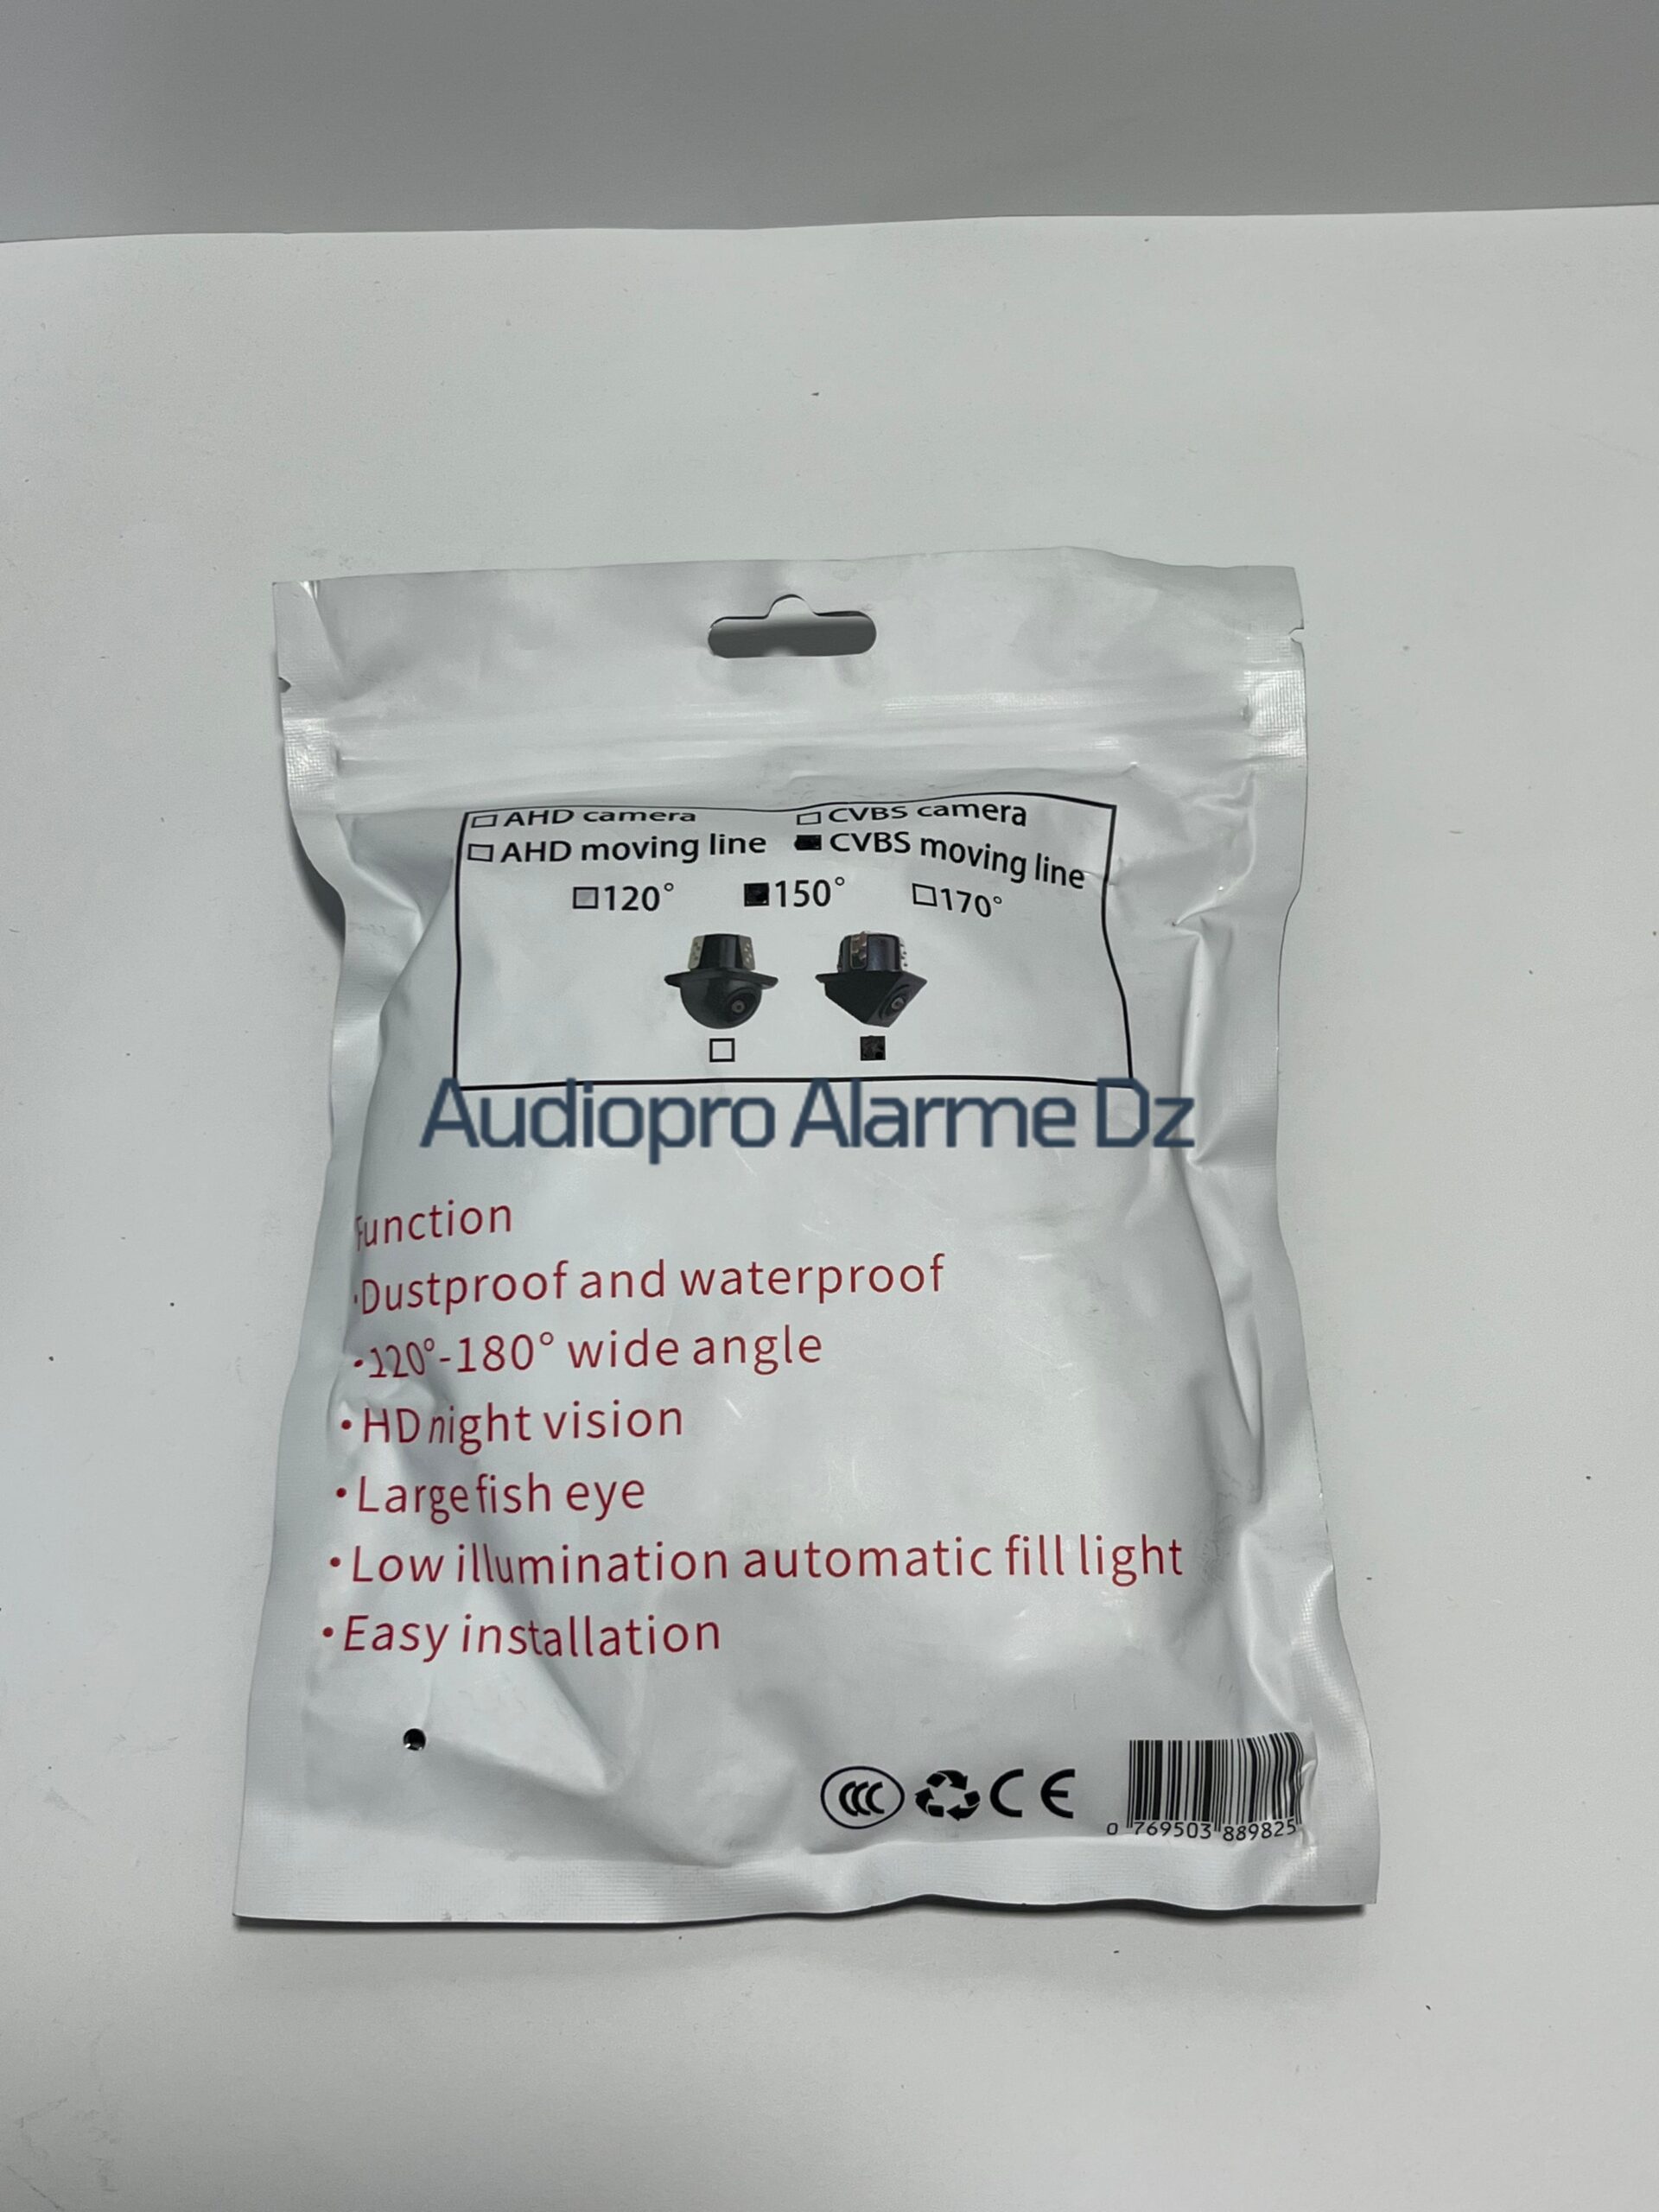 AHD camera CVBS camera
AHD moving line CVBS moving line
120° 150° 170°
Audiopro Alarme Dz
Function
·Dustproof and waterproof
·120°-180° wide angle
·HD night vision
·Large fish eye
·Low illumination automatic fill light
·Easy installation
CCC CE
0 769503 889825